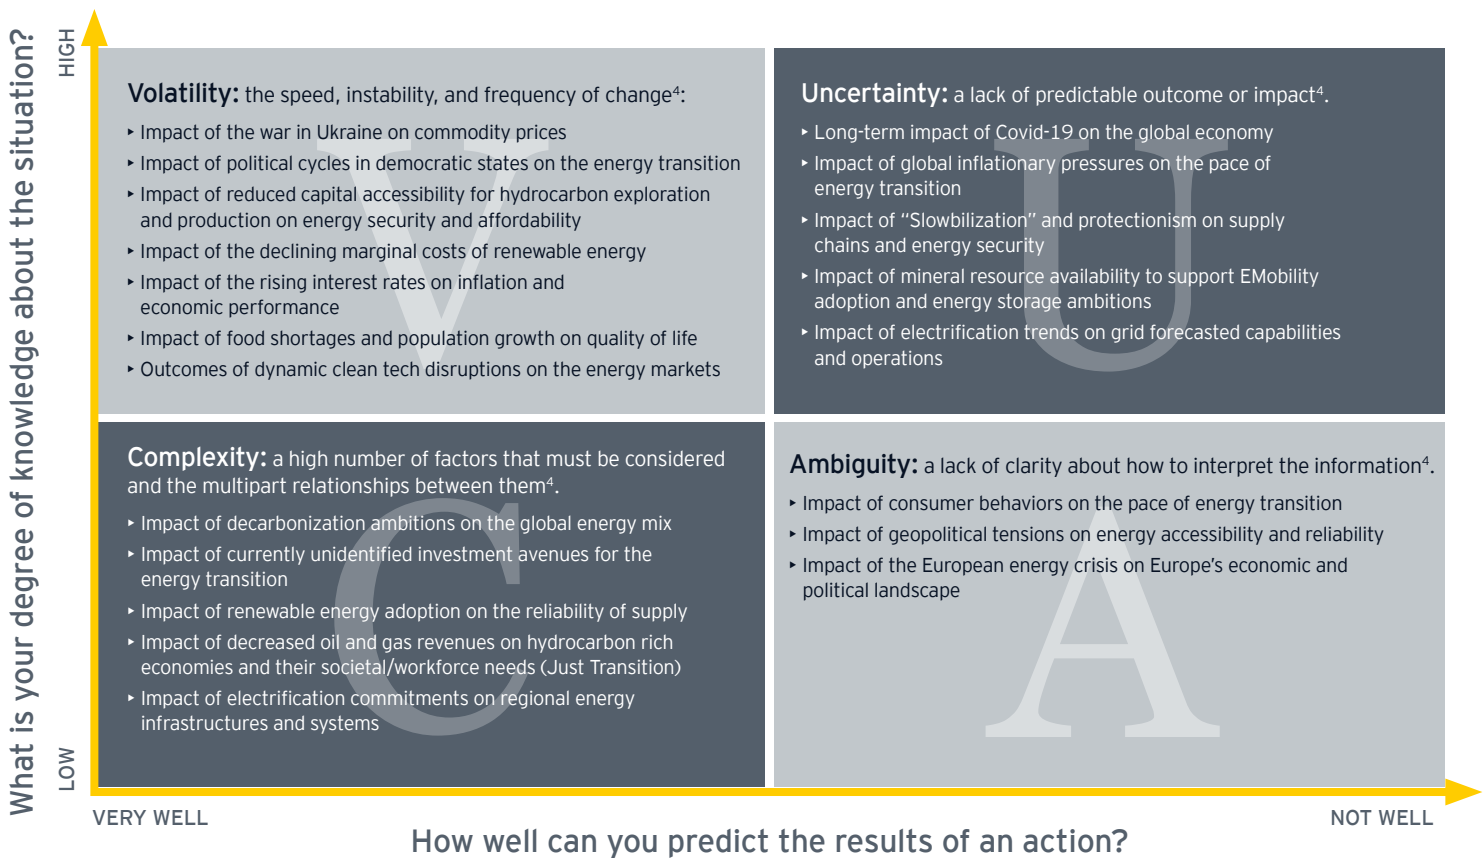 What is your degree of knowledge about the situation?
HIGH
LOW
Volatility: the speed, instability, and frequency of change⁴:
‣ Impact of the war in Ukraine on commodity prices
‣ Impact of political cycles in democratic states on the energy transition
‣ Impact of reduced capital accessibility for hydrocarbon exploration
and production on energy security and affordability
‣ Impact of the declining marginal costs of renewable energy
‣ Impact of the rising interest rates on inflation and
economic performance
‣ Impact of food shortages and population growth on quality of life
‣ Outcomes of dynamic clean tech disruptions on the energy markets
V
Uncertainty: a lack of predictable outcome or impact⁴.
‣ Long-term impact of Covid-19 on the global economy
‣ Impact of global inflationary pressures on the pace of
energy transition
‣ Impact of “Slowbilization” and protectionism on supply
chains and energy security
‣ Impact of mineral resource availability to support EMobility
adoption and energy storage ambitions
‣ Impact of electrification trends on grid forecasted capabilities
and operations
U
Complexity: a high number of factors that must be considered
and the multipart relationships between them⁴.
‣ Impact of decarbonization ambitions on the global energy mix
‣ Impact of currently unidentified investment avenues for the
energy transition
‣ Impact of renewable energy adoption on the reliability of supply
‣ Impact of decreased oil and gas revenues on hydrocarbon rich
economies and their societal/workforce needs (Just Transition)
‣ Impact of electrification commitments on regional energy
infrastructures and systems
C
Ambiguity: a lack of clarity about how to interpret the information⁴.
‣ Impact of consumer behaviors on the pace of energy transition
‣ Impact of geopolitical tensions on energy accessibility and reliability
‣ Impact of the European energy crisis on Europe’s economic and
political landscape
A
VERY WELL
NOT WELL
How well can you predict the results of an action?